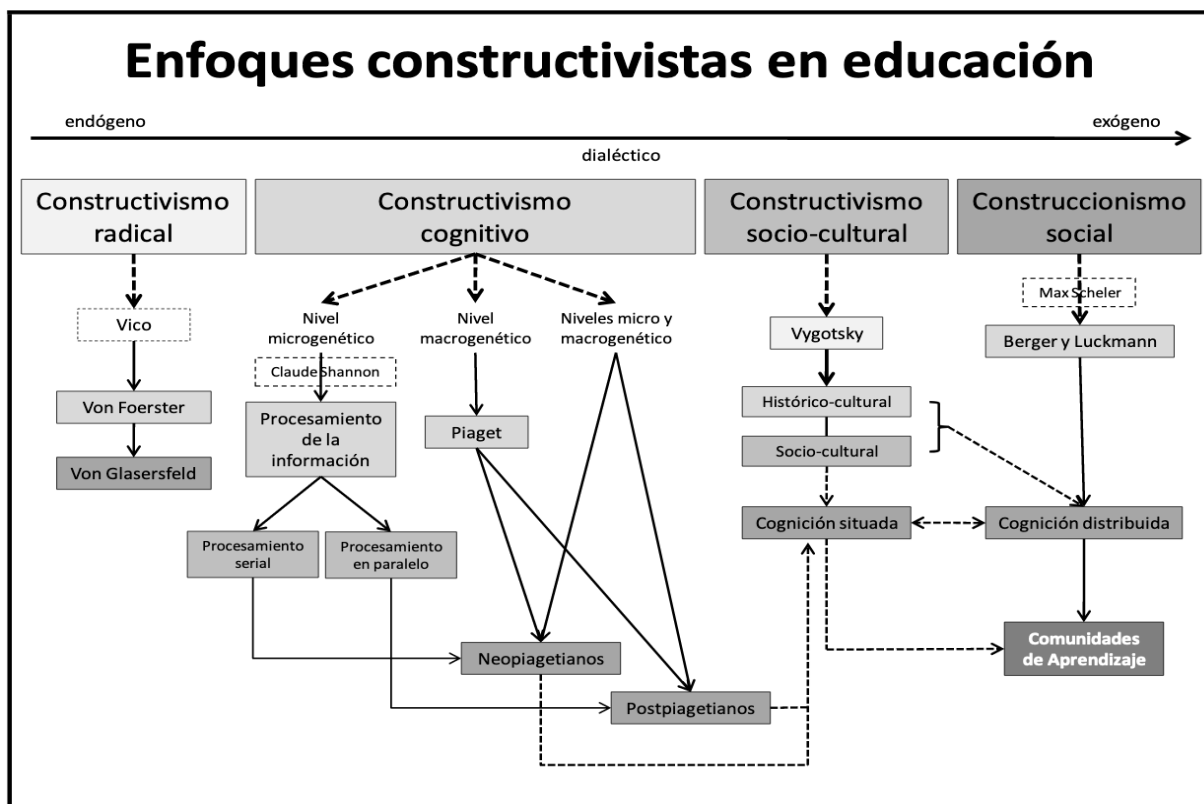 Enfoques constructivistas en educación
endógeno
exógeno
dialéctico
Constructivismo
radical
Constructivismo
cognitivo
Constructivismo
socio-cultural
Construccionismo
social
Vico
Von Foerster
Von Glasersfeld
Nivel
microgenético
Nivel
macrogenético
Niveles micro y
macrogenético
Claude Shannon
Procesamiento
de la
información
Piaget
Procesamiento
serial
Procesamiento
en paralelo
Neopiagetianos
Postpiagetianos
Vygotsky
Histórico-cultural
Socio-cultural
Cognición situada
Max Scheler
Berger y Luckmann
Cognición distribuida
Comunidades
de Aprendizaje